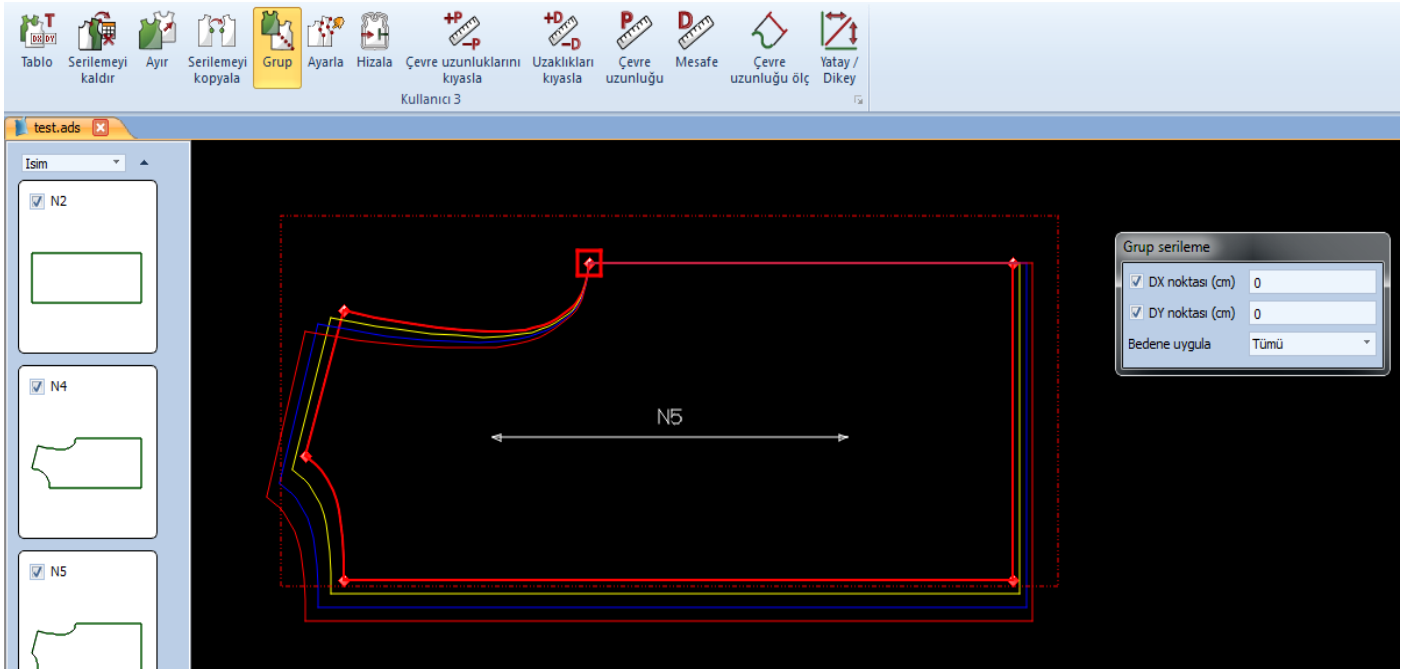 Tablo
Serilemeyi
kaldır
Ayır
Serilemeyi
kopyala
Grup
Ayarla
Hizala
+P
-P
Çevre uzunluklarını
kıyasla
+D
-D
Uzaklıkları
kıyasla
P
Çevre
uzunluğu
D
Mesafe
Çevre
uzunluğu ölç
Yatay /
Dikey
T
DX DY
Kullanıcı 3
test.ads
Isim
N2
N4
N5
N5
Grup serileme
DX noktası (cm) 0
DY noktası (cm) 0
Bedene uygula Tümü